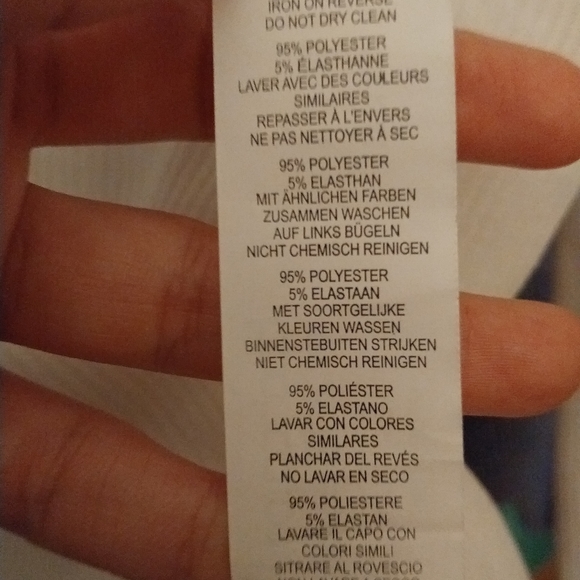 IRON ON REVERSE
DO NOT DRY CLEAN
95% POLYESTER
5% ÉLASTHANNE
LAVER AVEC DES COULEURS
SIMILAIRES
REPASSER À L'ENVERS
NE PAS NETTOYER À SEC
95% POLYESTER
5% ELASTHAN
MIT ÄHNLICHEN FARBEN
ZUSAMMEN WASCHEN
AUF LINKS BÜGELN
NICHT CHEMISCH REINIGEN
95% POLYESTER
5% ELASTAAN
MET SOORTGELIJKE
KLEUREN WASSEN
BINNENSTEBUITEN STRIJKEN
NIET CHEMISCH REINIGEN
95% POLIÉSTER
5% ELASTANO
LAVAR CON COLORES
SIMILARES
PLANCHAR DEL REVÉS
NO LAVAR EN SECO
95% POLIESTERE
5% ELASTAN
LAVARE IL CAPO CON
COLORI SIMILI
SITRARE AL ROVESCIO